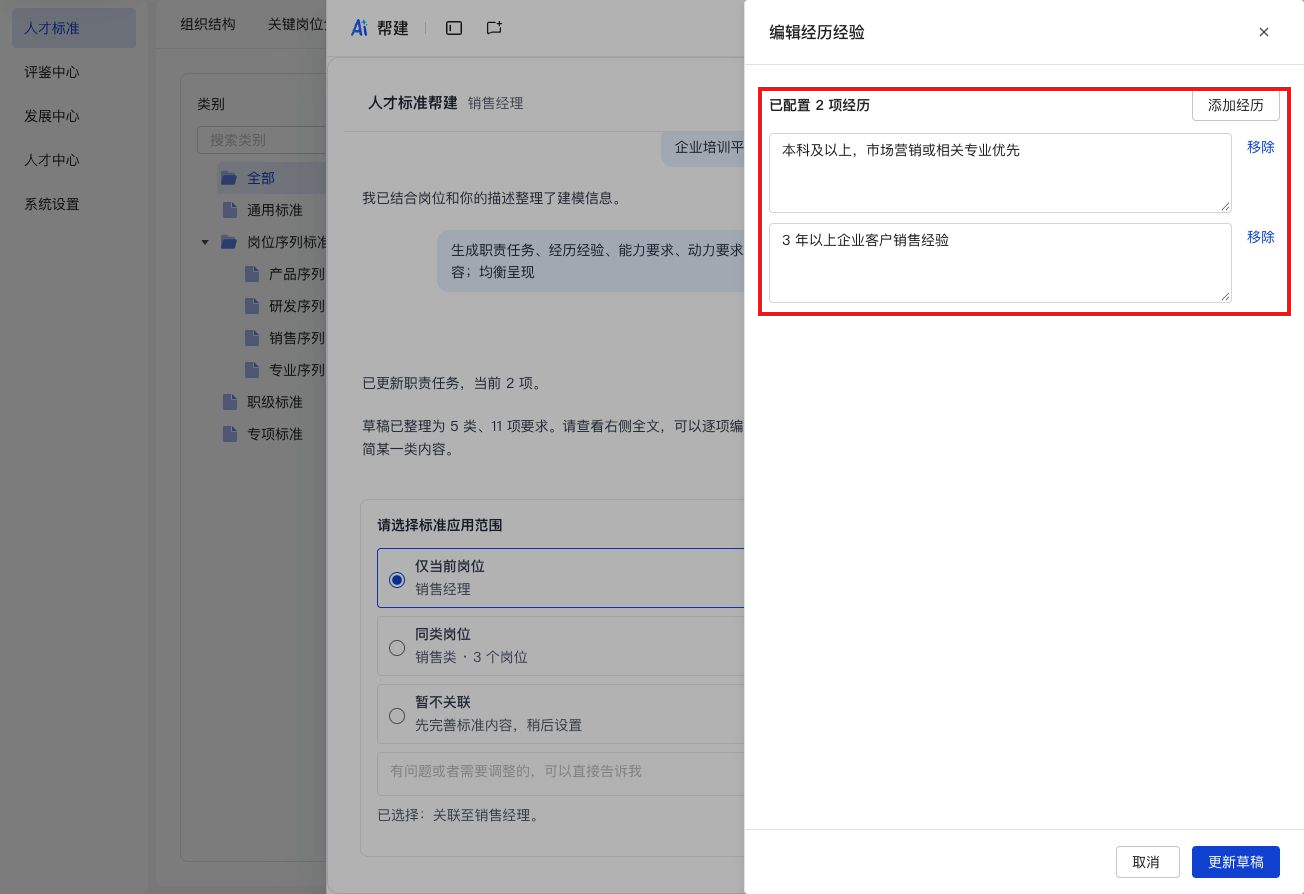 人才标准
评鉴中心
发展中心
人才中心
系统设置
组织结构
关键岗位
类别
搜索类别
全部
通用标准
岗位序列标准
产品序列
研发序列
销售序列
专业序列
职级标准
专项标准
Ai 帮建
人才标准帮建 销售经理
企业培训平
我已结合岗位和你的描述整理了建模信息。
生成职责任务、经历经验、能力要求、动力要求
容；均衡呈现
已更新职责任务，当前 2 项。
草稿已整理为 5 类、11 项要求。请查看右侧全文，可以逐项编
简某一类内容。
请选择标准应用范围
仅当前岗位
销售经理
同类岗位
销售类 · 3 个岗位
暂不关联
先完善标准内容，稍后设置
有问题或者需要调整的，可以直接告诉我
已选择：关联至销售经理。
编辑经历经验
已配置 2 项经历
添加经历
本科及以上，市场营销或相关专业优先
移除
3 年以上企业客户销售经验
移除
取消
更新草稿